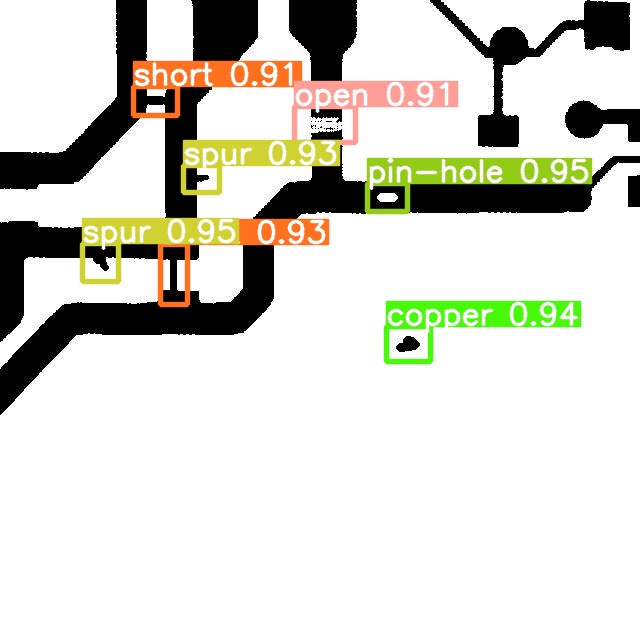 short 0.91
open 0.91
spur 0.93
pin-hole 0.95
spur 0.95
0.93
copper 0.94